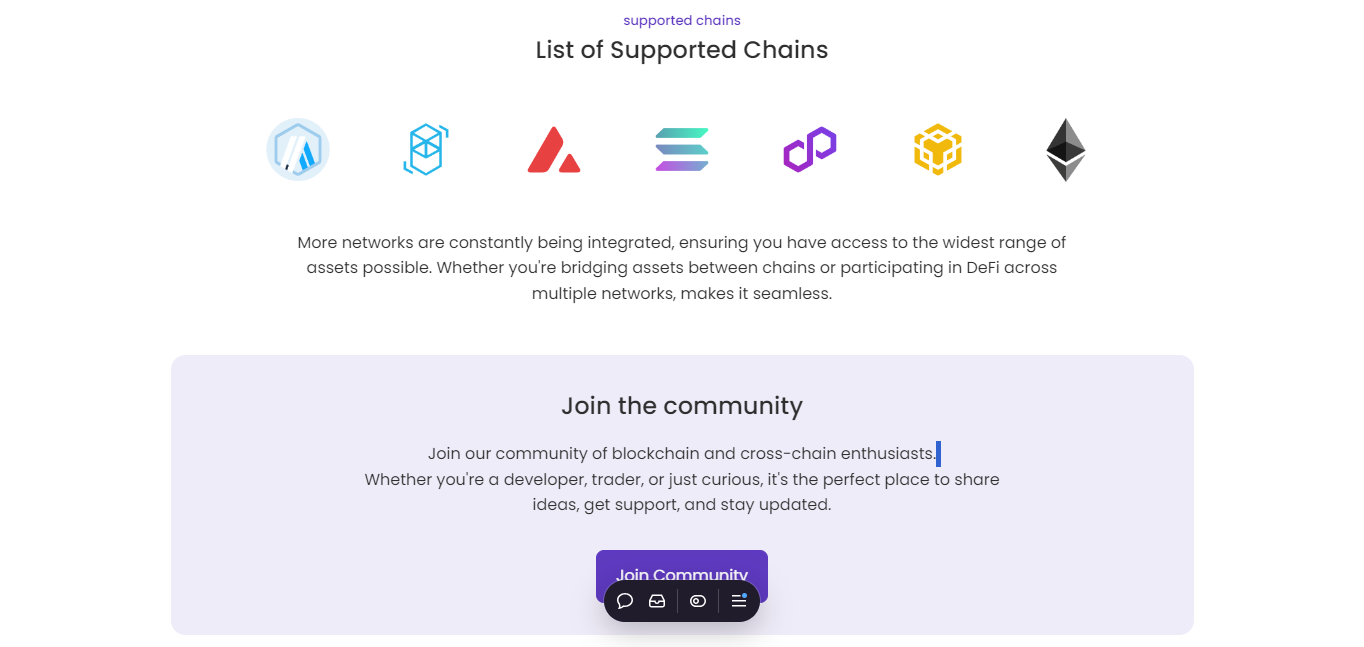 supported chains
List of Supported Chains
More networks are constantly being integrated, ensuring you have access to the widest range of
assets possible. Whether you're bridging assets between chains or participating in DeFi across
multiple networks, makes it seamless.
Join the community
Join our community of blockchain and cross-chain enthusiasts.
Whether you're a developer, trader, or just curious, it's the perfect place to share
ideas, get support, and stay updated.
Join Community